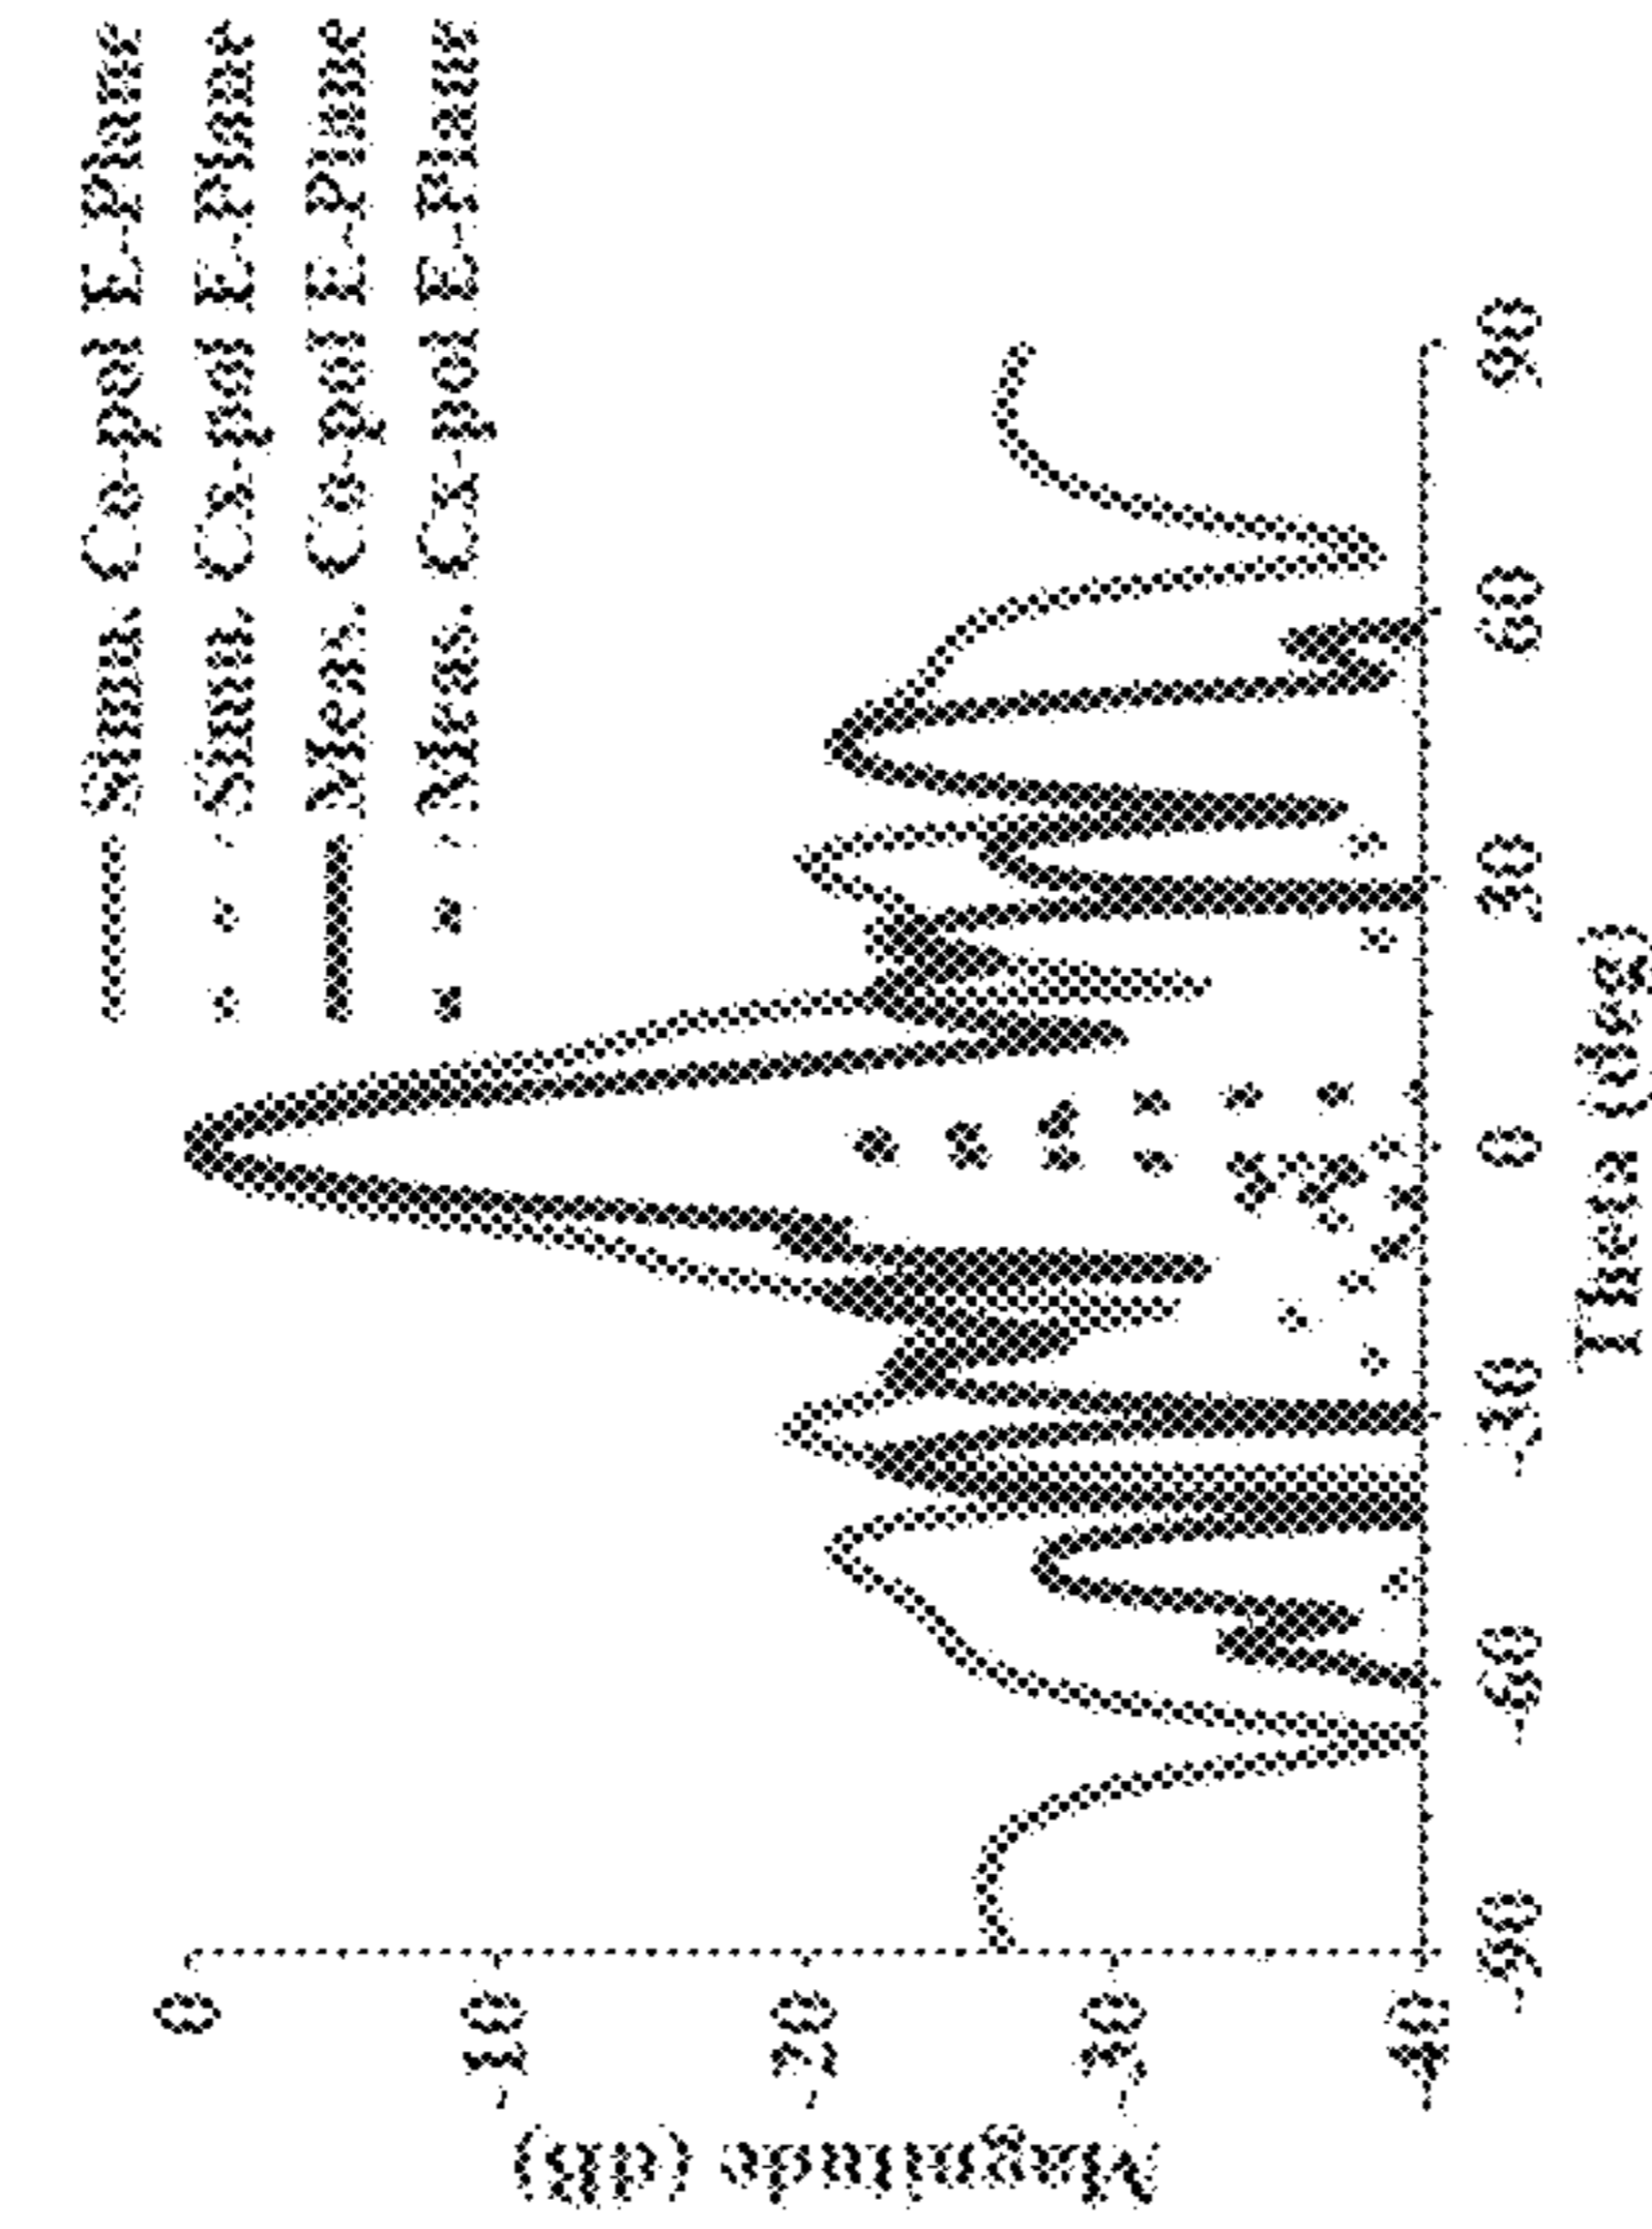 Simu. Co-pol E-Plane
Simu. Cx-pol E-Plane
Meas. Co-pol E-Plane
Meas. Cx-pol E-Plane
Magnitude (dB)
0
-10
-20
-30
-40
-90
-60
-30
0
30
60
90
Theta (deg)